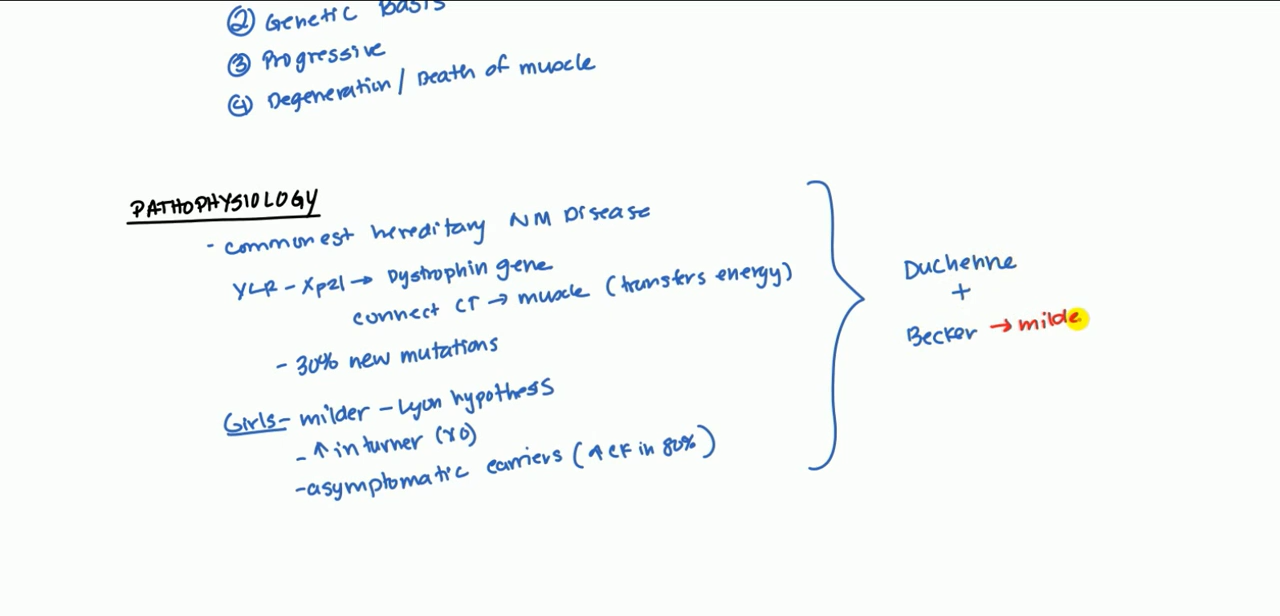 ② Genetic Basis
③ Progressive
④ Degeneration / Death of muscle
PATHOPHYSIOLOGY
- commonest hereditary NM Disease
XLR - Xp21 → Dystrophin gene
connect CT → muscle (transfers energy)
- 30% new mutations
Girls - milder - Lyon hypothess
- ↑ in turner (XO)
- asymptomatic carriers (↑ CK in 80%)
Duchenne
+
Becker → milde